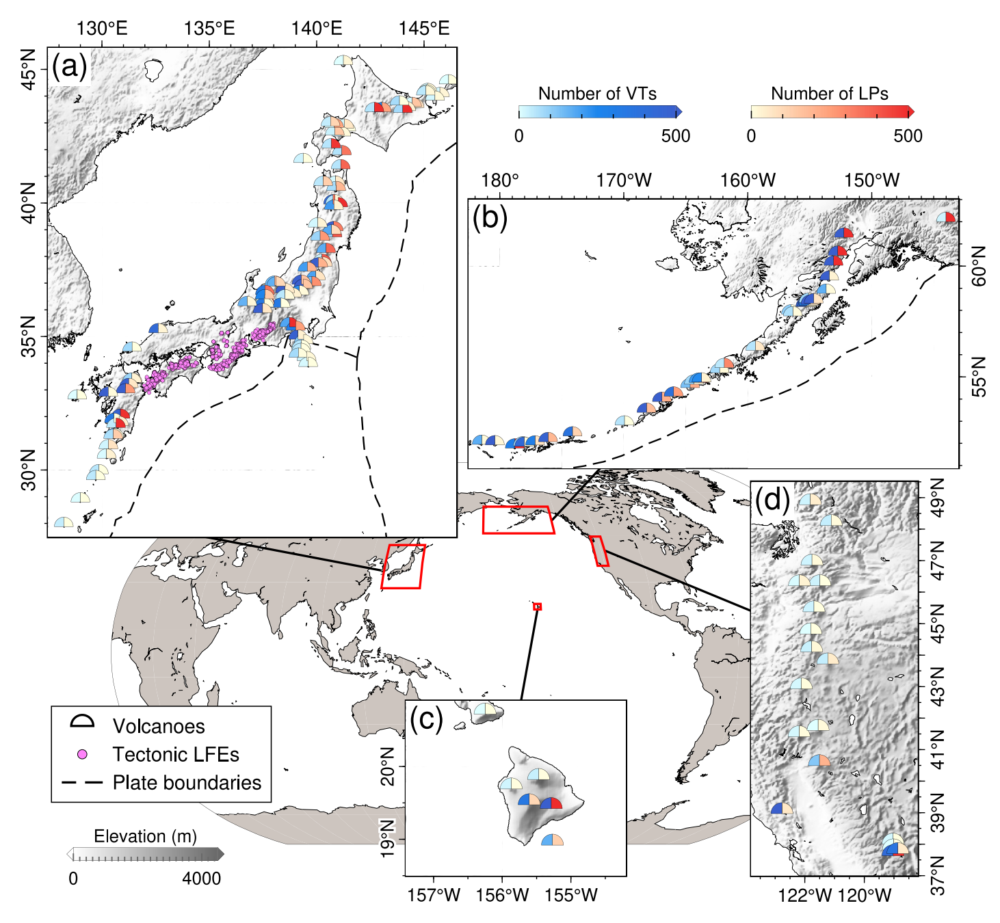 130°E 135°E 140°E 145°E
(a)
45°N
40°N
35°N
30°N
Number of VTs
0 500
Number of LPs
0 500
180° 170°W 160°W 150°W
(b)
60°N
55°N
(d)
49°N
47°N
45°N
43°N
41°N
39°N
37°N
122°W 120°W
(c)
20°N
19°N
157°W 156°W 155°W
Volcanoes
Tectonic LFEs
Plate boundaries
Elevation (m)
0 4000